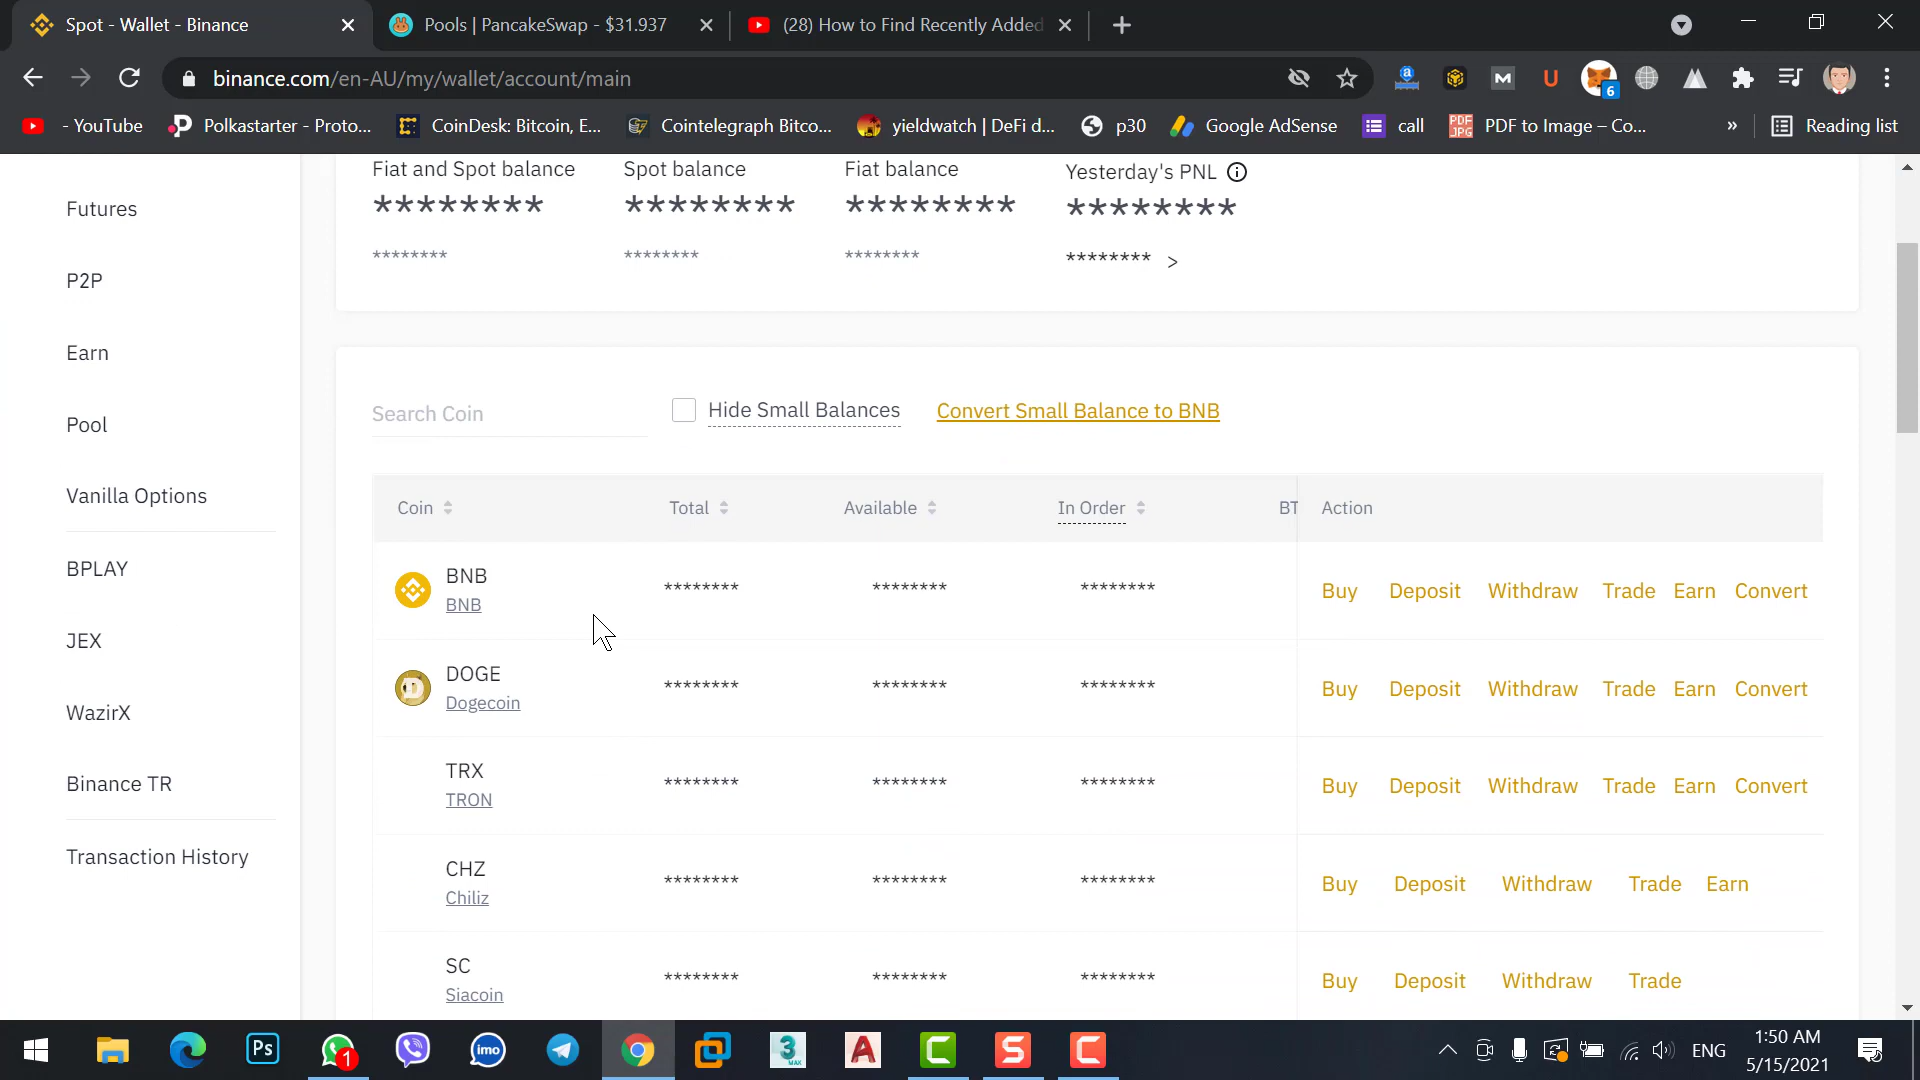 Spot - Wallet - Binance
Pools | PancakeSwap - $31.937
(28) How to Find Recently Added
binance.com/en-AU/my/wallet/account/main
6
- YouTube
Polkastarter - Proto...
CoinDesk: Bitcoin, E...
Cointelegraph Bitco...
yieldwatch | DeFi d...
p30
Google AdSense
call
PDF to Image – Co...
»
Reading list
Futures
P2P
Earn
Pool
Vanilla Options
BPLAY
JEX
WazirX
Binance TR
Transaction History
Fiat and Spot balance
********
********
Spot balance
********
********
Fiat balance
********
********
Yesterday's PNL
********
******** >
Search Coin
Hide Small Balances
Convert Small Balance to BNB
Coin Total Available In Order BT Action
BNB
BNB
******** ******** ********
Buy Deposit Withdraw Trade Earn Convert
DOGE
Dogecoin
******** ******** ********
Buy Deposit Withdraw Trade Earn Convert
TRX
TRON
******** ******** ********
Buy Deposit Withdraw Trade Earn Convert
CHZ
Chiliz
******** ******** ********
Buy Deposit Withdraw Trade Earn
SC
Siacoin
******** ******** ********
Buy Deposit Withdraw Trade
Ps
1
imo
3
MAX
A
C
S
C
ENG
1:50 AM
5/15/2021